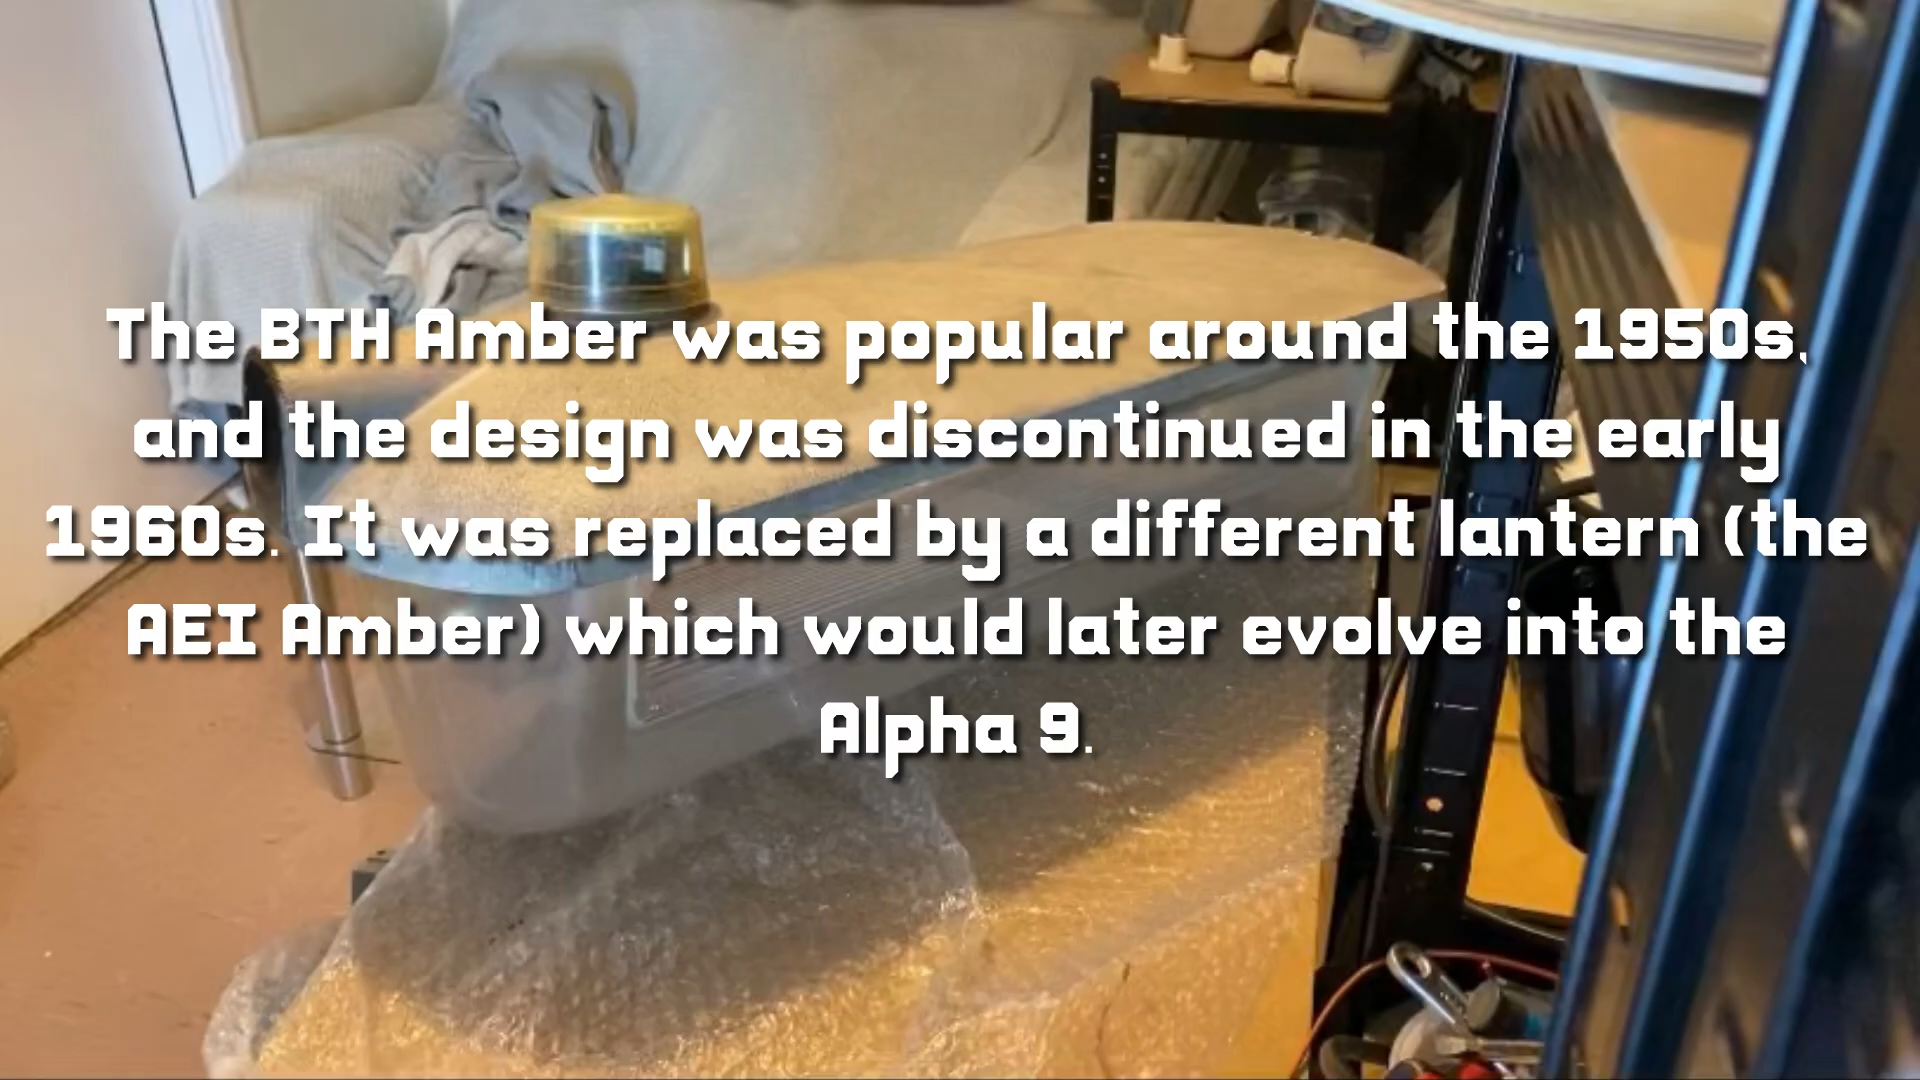 The BTH Amber was popular around the 1950s,
and the design was discontinued in the early
1960s. It was replaced by a different lantern (the
AEI Amber) which would later evolve into the
Alpha 9.